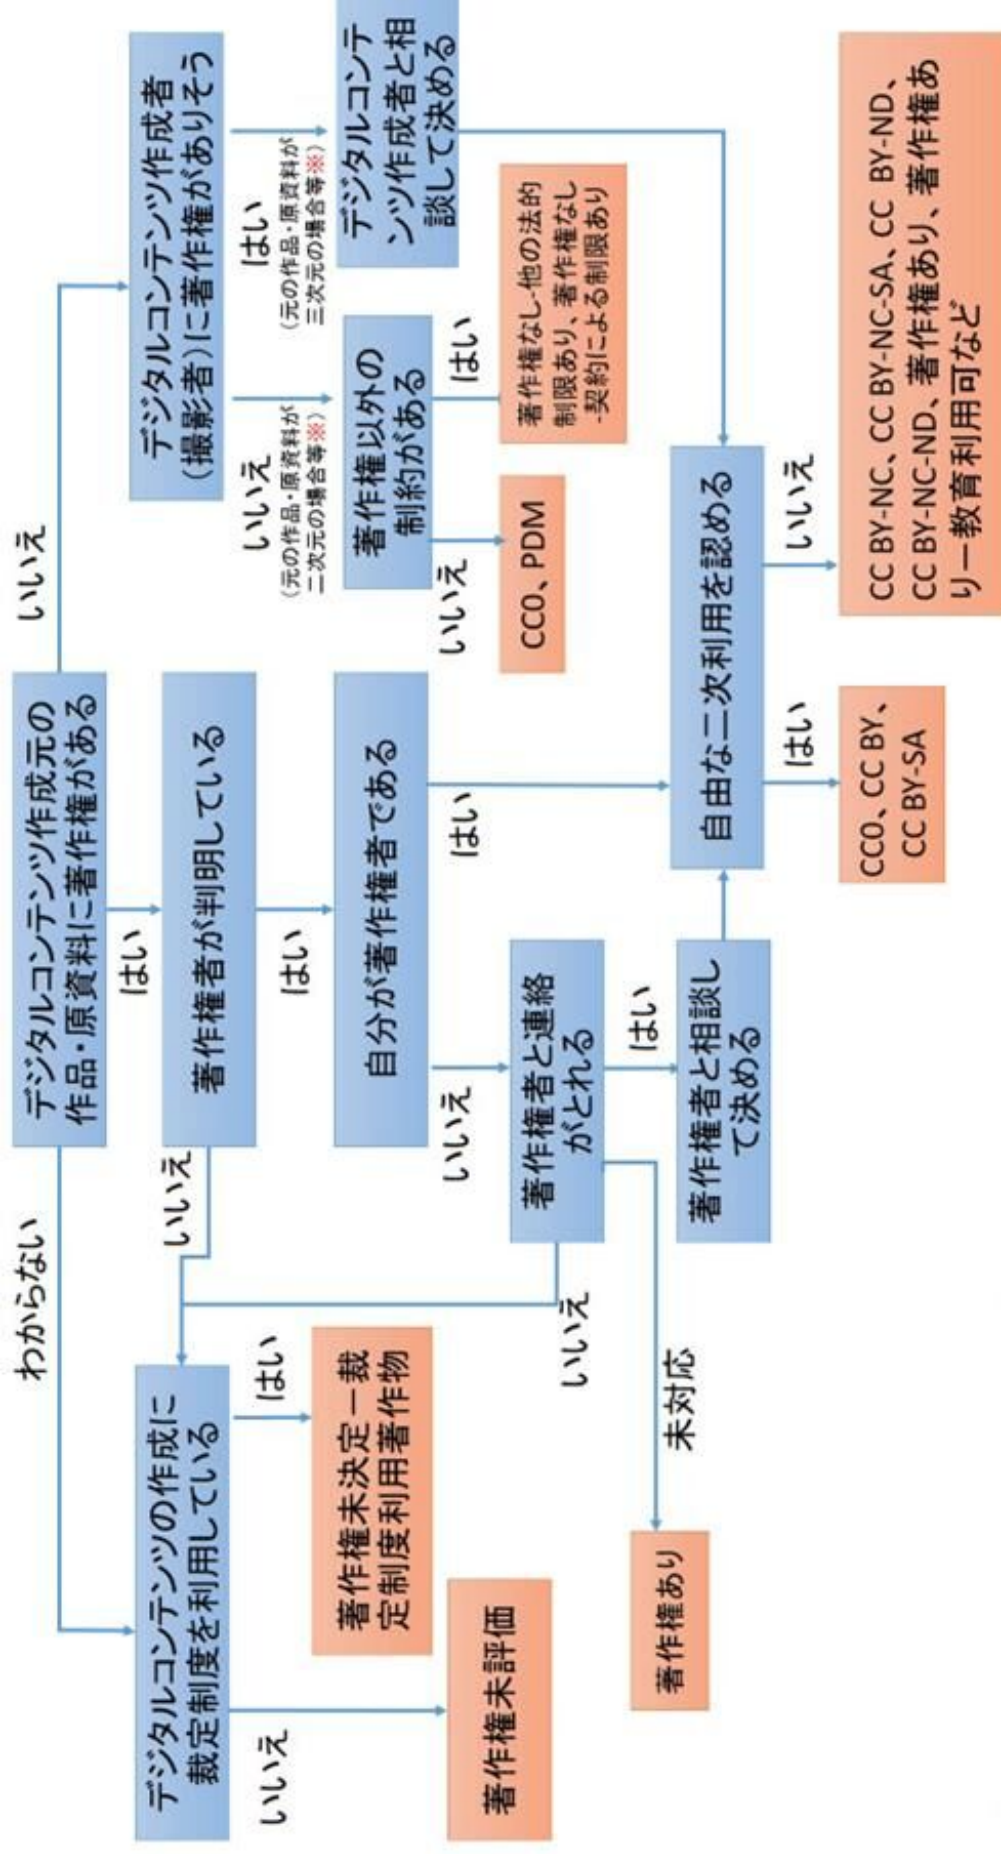 デジタルコンテンツ作成元の
作品・原資料に著作権がある
わからない
はい
いいえ
デジタルコンテンツの作成に
裁定制度を利用している
いいえ
はい
著作権未評価
著作権未決定ー裁
定制度利用著作物
著作権者が判明している
いいえ
はい
自分が著作権者である
いいえ
はい
著作権者と連絡
がとれる
いいえ
未対応
はい
著作権あり
著作権者と相談し
て決める
デジタルコンテンツ作成者
(撮影者)に著作権がありそう
いいえ
(元の作品・原資料が
二次元の場合等※)
はい
(元の作品・原資料が
三次元の場合等※)
著作権以外の
制約がある
いいえ
はい
CC0、PDM
著作権なし-他の法的
制限あり、著作権なし
-契約による制限あり
デジタルコンテ
ンツ作成者と相
談して決める
自由な二次利用を認める
はい
いいえ
CC0、CC BY、
CC BY-SA
CC BY-NC、CC BY-NC-SA、CC BY-ND、
CC BY-NC-ND、著作権あり、著作権あ
りー教育利用可など